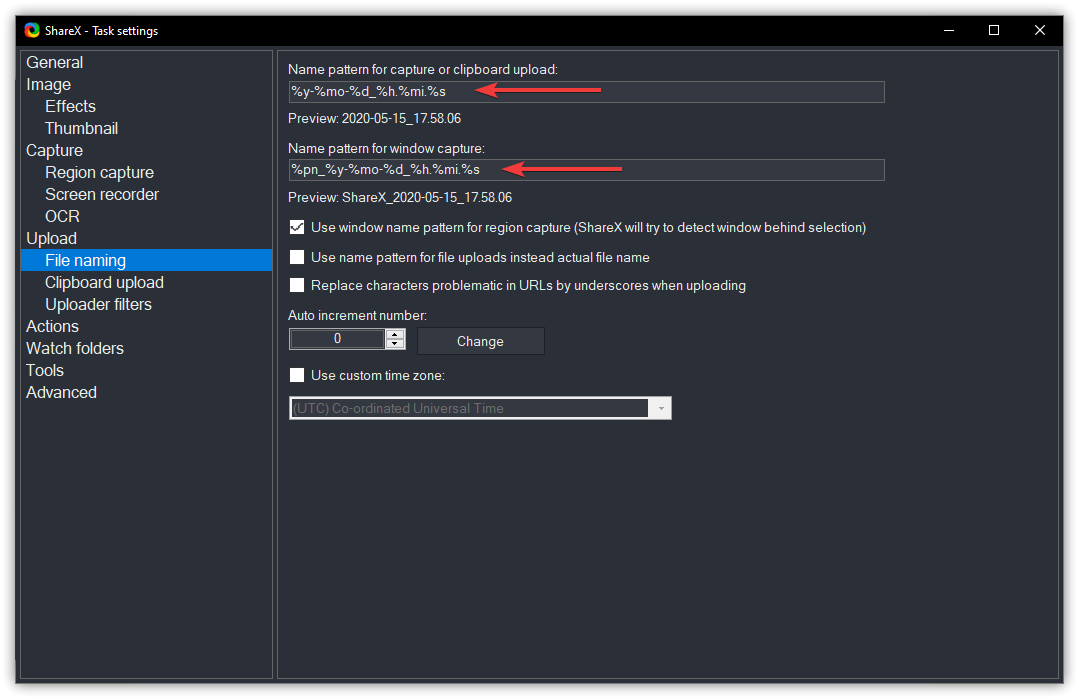 ShareX - Task settings
General
Image
Effects
Thumbnail
Capture
Region capture
Screen recorder
OCR
Upload
File naming
Clipboard upload
Uploader filters
Actions
Watch folders
Tools
Advanced
Name pattern for capture or clipboard upload:
%y-%mo-%d_%h.%mi.%s
Preview: 2020-05-15_17.58.06
Name pattern for window capture:
%pn_%y-%mo-%d_%h.%mi.%s
Preview: ShareX_2020-05-15_17.58.06
Use window name pattern for region capture (ShareX will try to detect window behind selection)
Use name pattern for file uploads instead actual file name
Replace characters problematic in URLs by underscores when uploading
Auto increment number:
0
Change
Use custom time zone:
(UTC) Co-ordinated Universal Time